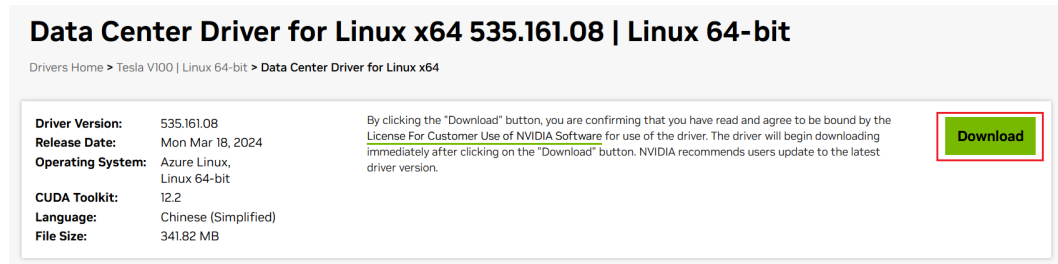 Data Center Driver for Linux x64 535.161.08 | Linux 64-bit
Drivers Home > Tesla V100 | Linux 64-bit > Data Center Driver for Linux x64
Driver Version: 535.161.08
Release Date: Mon Mar 18, 2024
Operating System: Azure Linux,
Linux 64-bit
CUDA Toolkit: 12.2
Language: Chinese (Simplified)
File Size: 341.82 MB
By clicking the "Download" button, you are confirming that you have read and agree to be bound by the
License For Customer Use of NVIDIA Software for use of the driver. The driver will begin downloading
immediately after clicking on the "Download" button. NVIDIA recommends users update to the latest
driver version.
Download